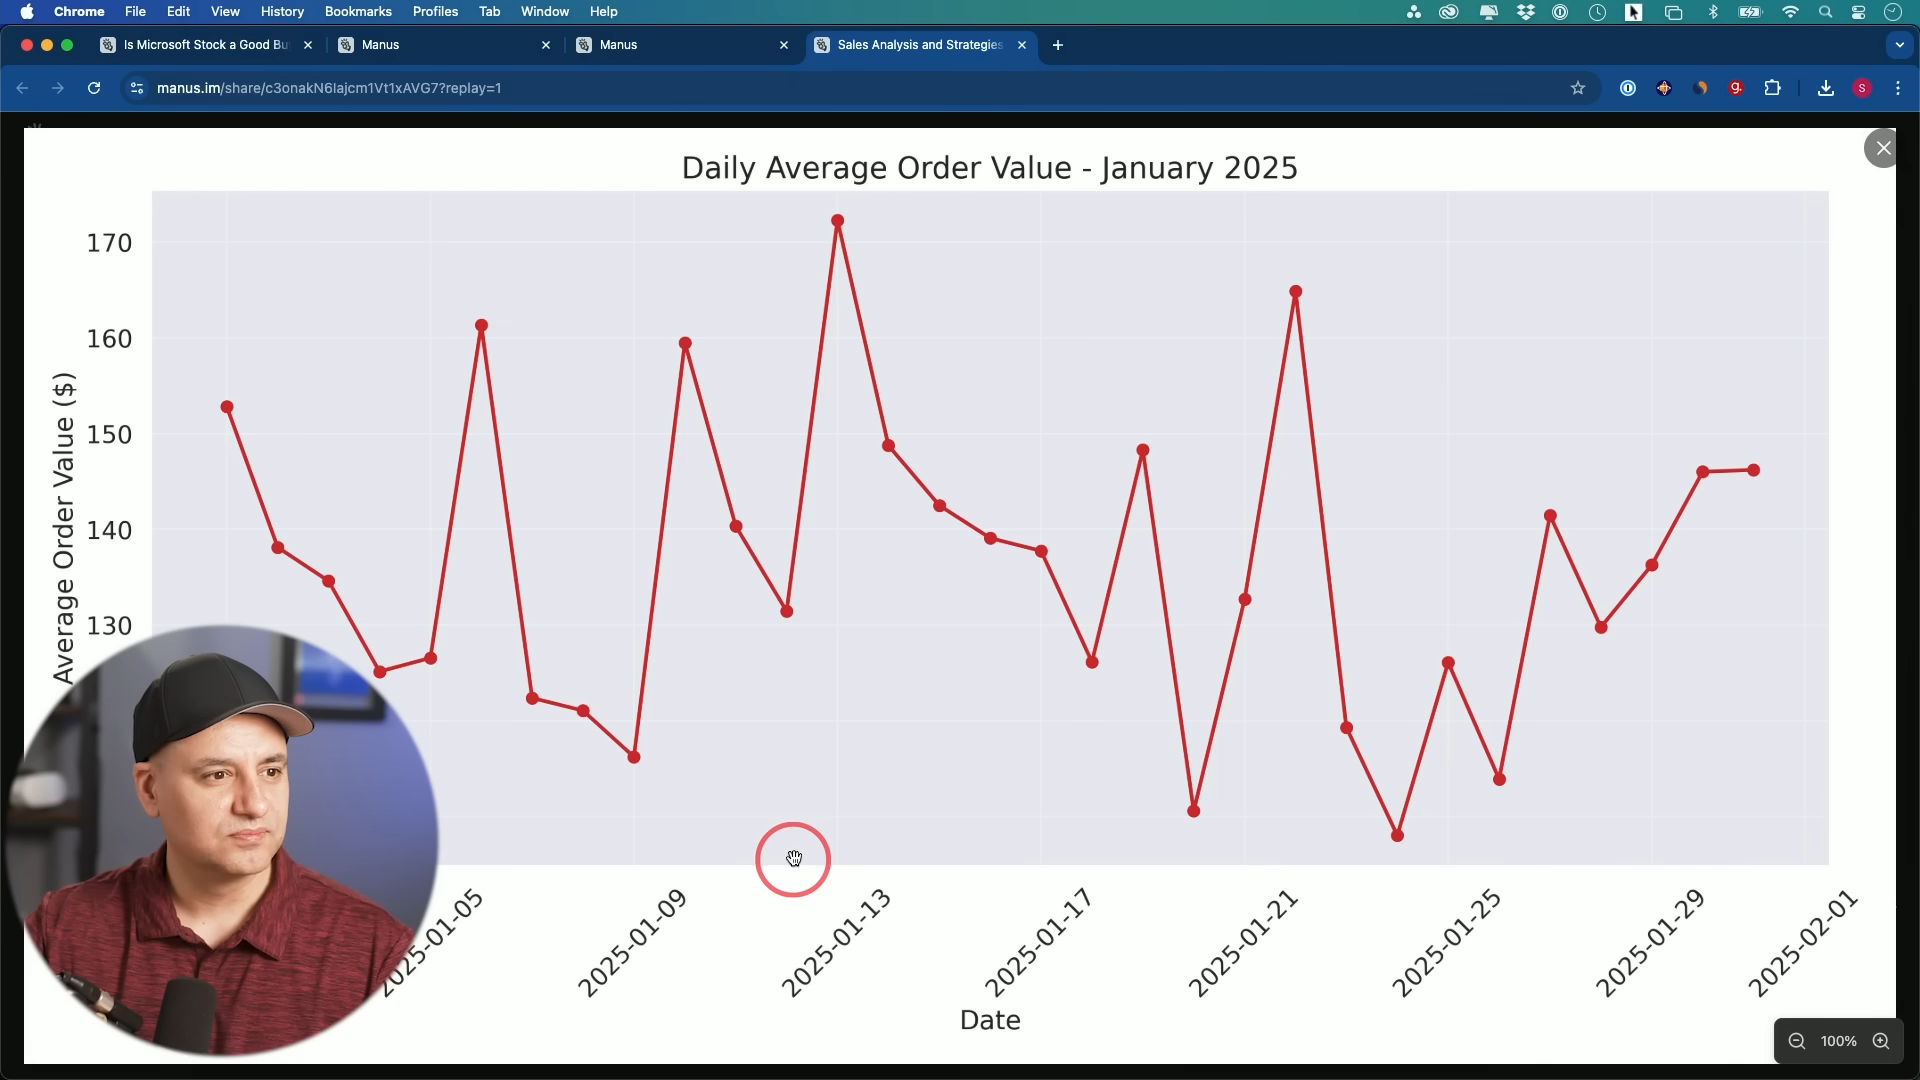 Chrome File Edit View History Bookmarks Profiles Tab Window Help
Is Microsoft Stock a Good Bu
Manus
Manus
Sales Analysis and Strategies
manus.im/share/c3onakN6lajcm1Vt1xAVG7?replay=1
Daily Average Order Value - January 2025
170
160
150
140
130
Average Order Value ($)
2025-01-05
2025-01-09
2025-01-13
2025-01-17
2025-01-21
2025-01-25
2025-01-29
2025-02-01
Date
100%